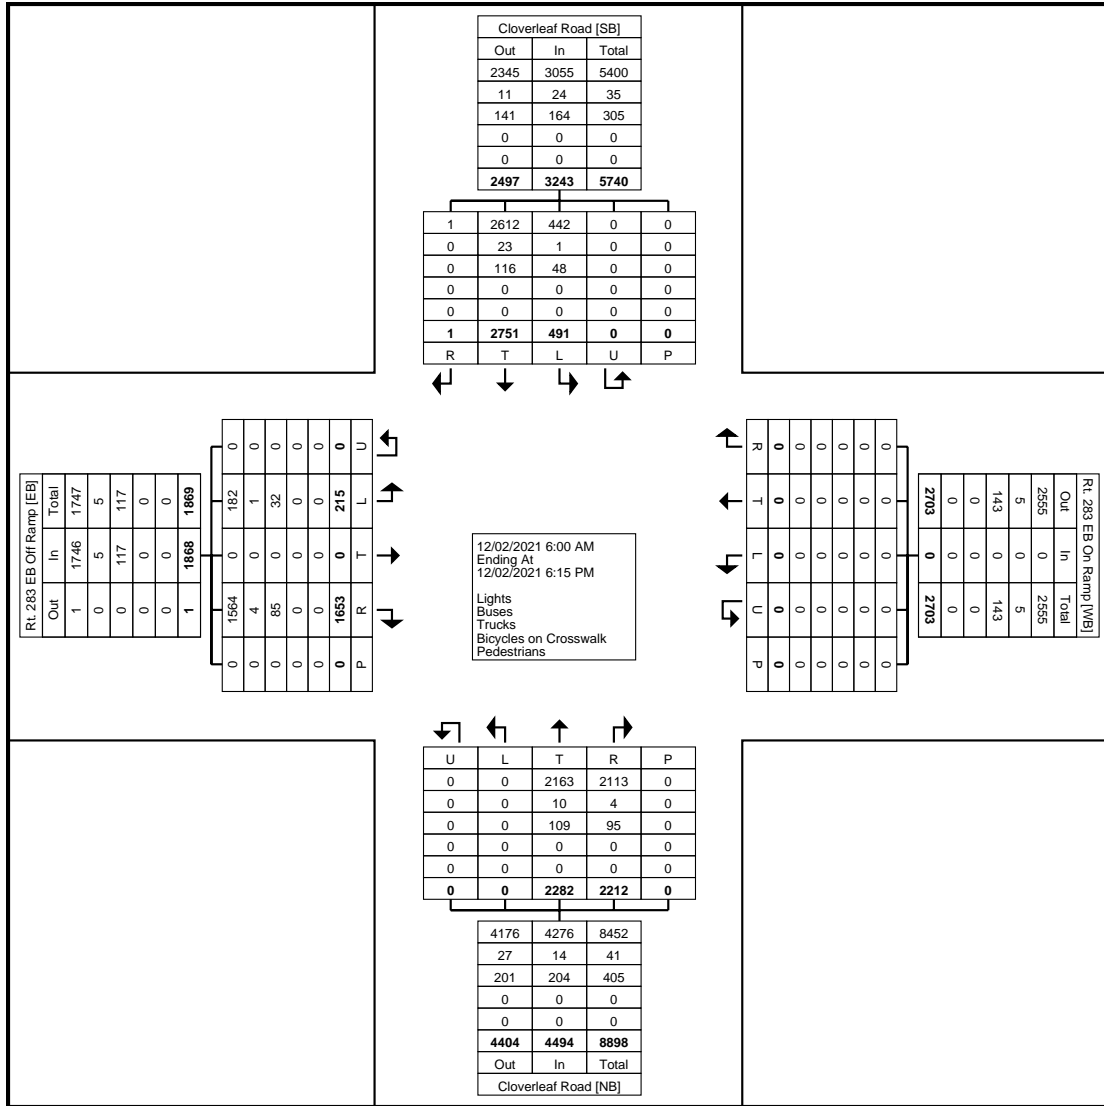 Cloverleaf Road [SB]
Out In Total
2345 3055 5400
11 24 35
141 164 305
0 0 0
0 0 0
2497 3243 5740
1 2612 442 0 0
0 23 1 0 0
0 116 48 0 0
0 0 0 0 0
0 0 0 0 0
1 2751 491 0 0
R T L U P
Rt. 283 EB Off Ramp [EB]
Out In Total
1 1746 1747
0 5 5
0 117 117
0 0 0
0 0 0
1 1868 1869
0 182 0 1564 0
0 1 0 4 0
0 32 0 85 0
0 0 0 0 0
0 0 0 0 0
0 215 0 1653 0
U L T R P
12/02/2021 6:00 AM
Ending At
12/02/2021 6:15 PM
Lights
Buses
Trucks
Bicycles on Crosswalk
Pedestrians
R T L U P
0 0 0 0 0
0 0 0 0 0
0 0 0 0 0
0 0 0 0 0
0 0 0 0 0
0 0 0 0 0
Rt. 283 EB On Ramp [WB]
Out In Total
2555 0 2555
5 0 5
143 0 143
0 0 0
0 0 0
2703 0 2703
U L T R P
0 0 2163 2113 0
0 0 10 4 0
0 0 109 95 0
0 0 0 0 0
0 0 0 0 0
0 0 2282 2212 0
4176 4276 8452
27 14 41
201 204 405
0 0 0
0 0 0
4404 4494 8898
Out In Total
Cloverleaf Road [NB]